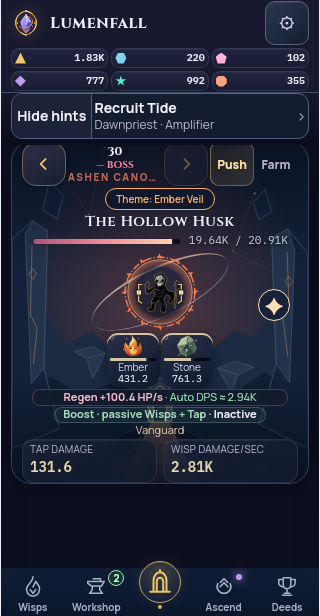 LUMENFALL
1.83K
220
102
777
992
355
Hide hints
Recruit Tide
Dawnpriest · Amplifier
30
— BOSS
ASHEN CANO...
Push
Farm
Theme: Ember Veil
THE HOLLOW HUSK
19.64K / 20.91K
Ember
431.2
Stone
761.3
Regen +100.4 HP/s · Auto DPS ≈ 2.94K
Boost · passive Wisps + Tap · Inactive
Vanguard
TAP DAMAGE
131.6
WISP DAMAGE/SEC
2.81K
Wisps
Workshop
2
Ascend
Deeds